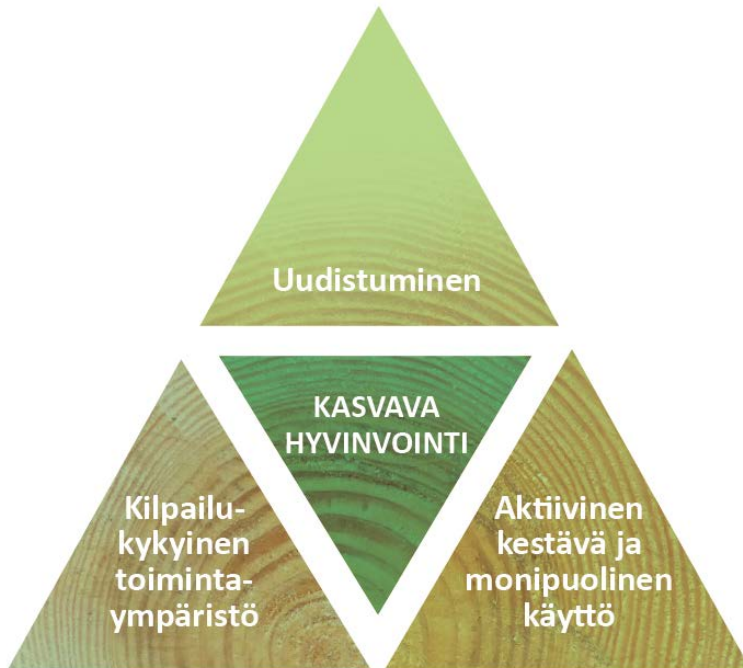 Uudistuminen
KASVAVA
HYVINVOINTI
Kilpailu-
kykyinen
toiminta-
ympäristö
Aktiivinen
kestävä ja
monipuolinen
käyttö